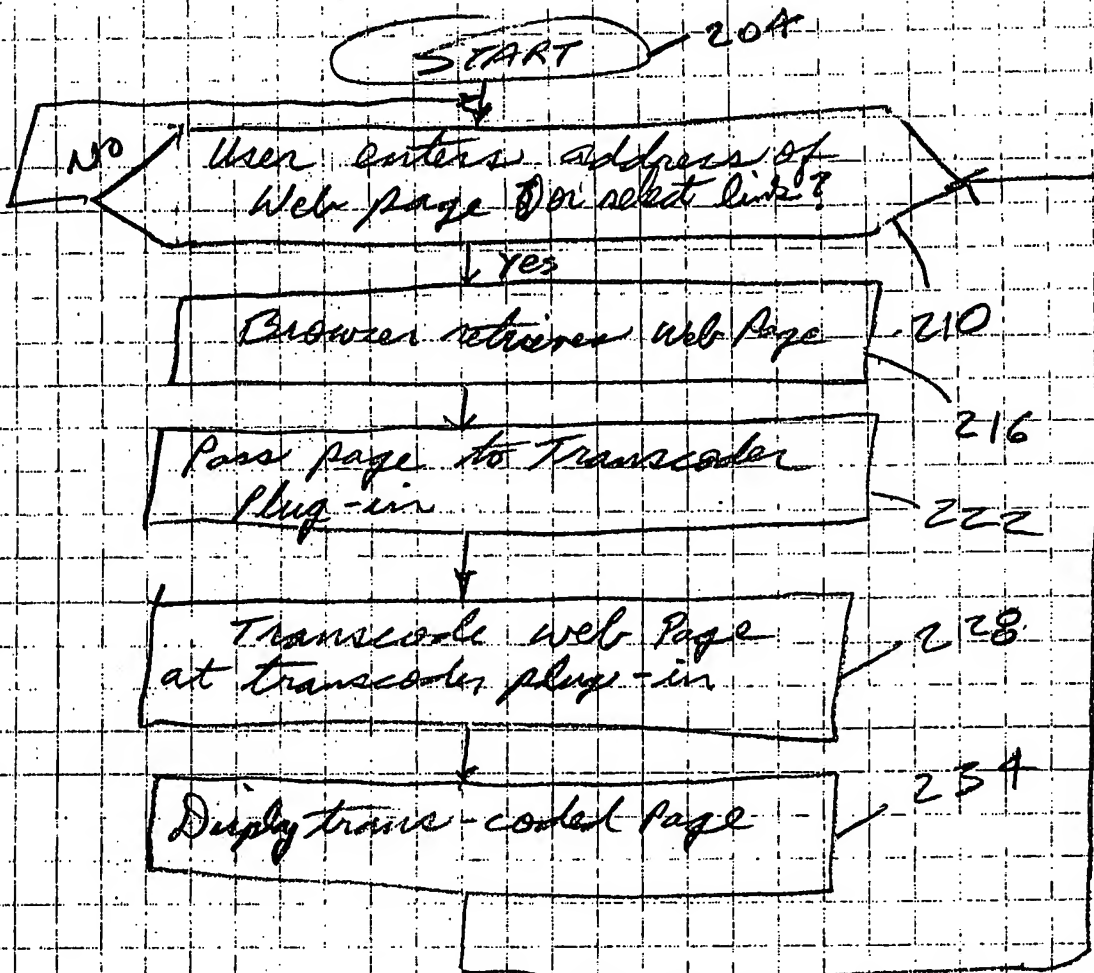 START 204
NO
User enters address of
Web page or select link?
Yes
210
Browser retrieves Web Page
216
Pass page to Transcoder
Plug-in
222
Transcode web Page
at transcoder plug-in
228
Disply trans-coded Page
234